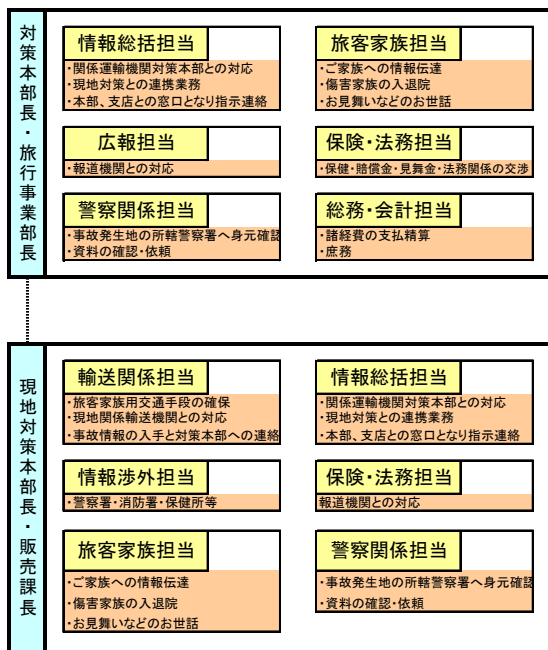 対策本部長・旅行事業部長
情報総括担当
・関係運輸機関対策本部との対応
・現地対策との連携業務
・本部、支店との窓口となり指示連絡
旅客家族担当
・ご家族への情報伝達
・傷害家族の入退院
・お見舞いなどのお世話
広報担当
・報道機関との対応
保険・法務担当
・保健・賠償金・見舞金・法務関係の交渉
警察関係担当
・事故発生地の所轄警察署へ身元確認
・資料の確認・依頼
総務・会計担当
・諸経費の支払精算
・庶務
現地対策本部長・販売課長
輸送関係担当
・旅客家族用交通手段の確保
・現地関係輸送機関との対応
・事故情報の入手と対策本部への連絡
情報総括担当
・関係運輸機関対策本部との対応
・現地対策との連携業務
・本部、支店との窓口となり指示連絡
情報渉外担当
・警察署・消防署・保健所等
保険・法務担当
報道機関との対応
旅客家族担当
・ご家族への情報伝達
・傷害家族の入退院
・お見舞いなどのお世話
警察関係担当
・事故発生地の所轄警察署へ身元確認
・資料の確認・依頼